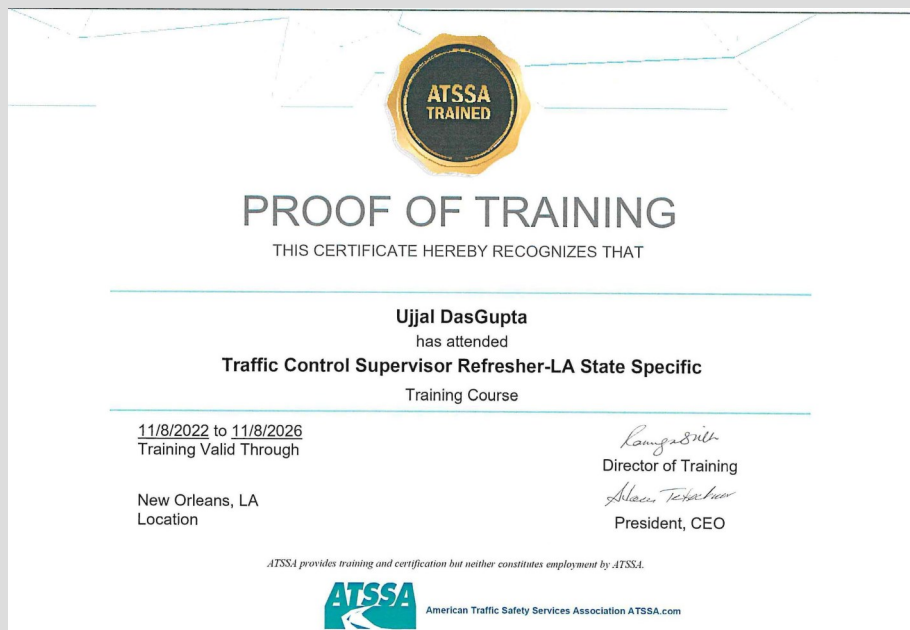 ATSSA
TRAINED
PROOF OF TRAINING
THIS CERTIFICATE HEREBY RECOGNIZES THAT
Ujjal DasGupta
has attended
Traffic Control Supervisor Refresher-LA State Specific
Training Course
11/8/2022 to 11/8/2026
Training Valid Through
New Orleans, LA
Location
Director of Training
President, CEO
ATSSA provides training and certification but neither constitutes employment by ATSSA.
ATSSA
American Traffic Safety Services Association ATSSA.com